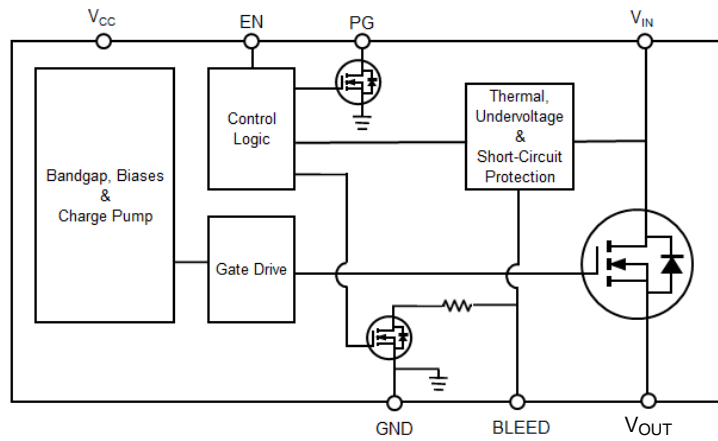 VCC
EN
PG
VIN
Bandgap, Biases
&
Charge Pump
Control
Logic
Thermal,
Undervoltage
&
Short-Circuit
Protection
Gate Drive
GND
BLEED
VOUT